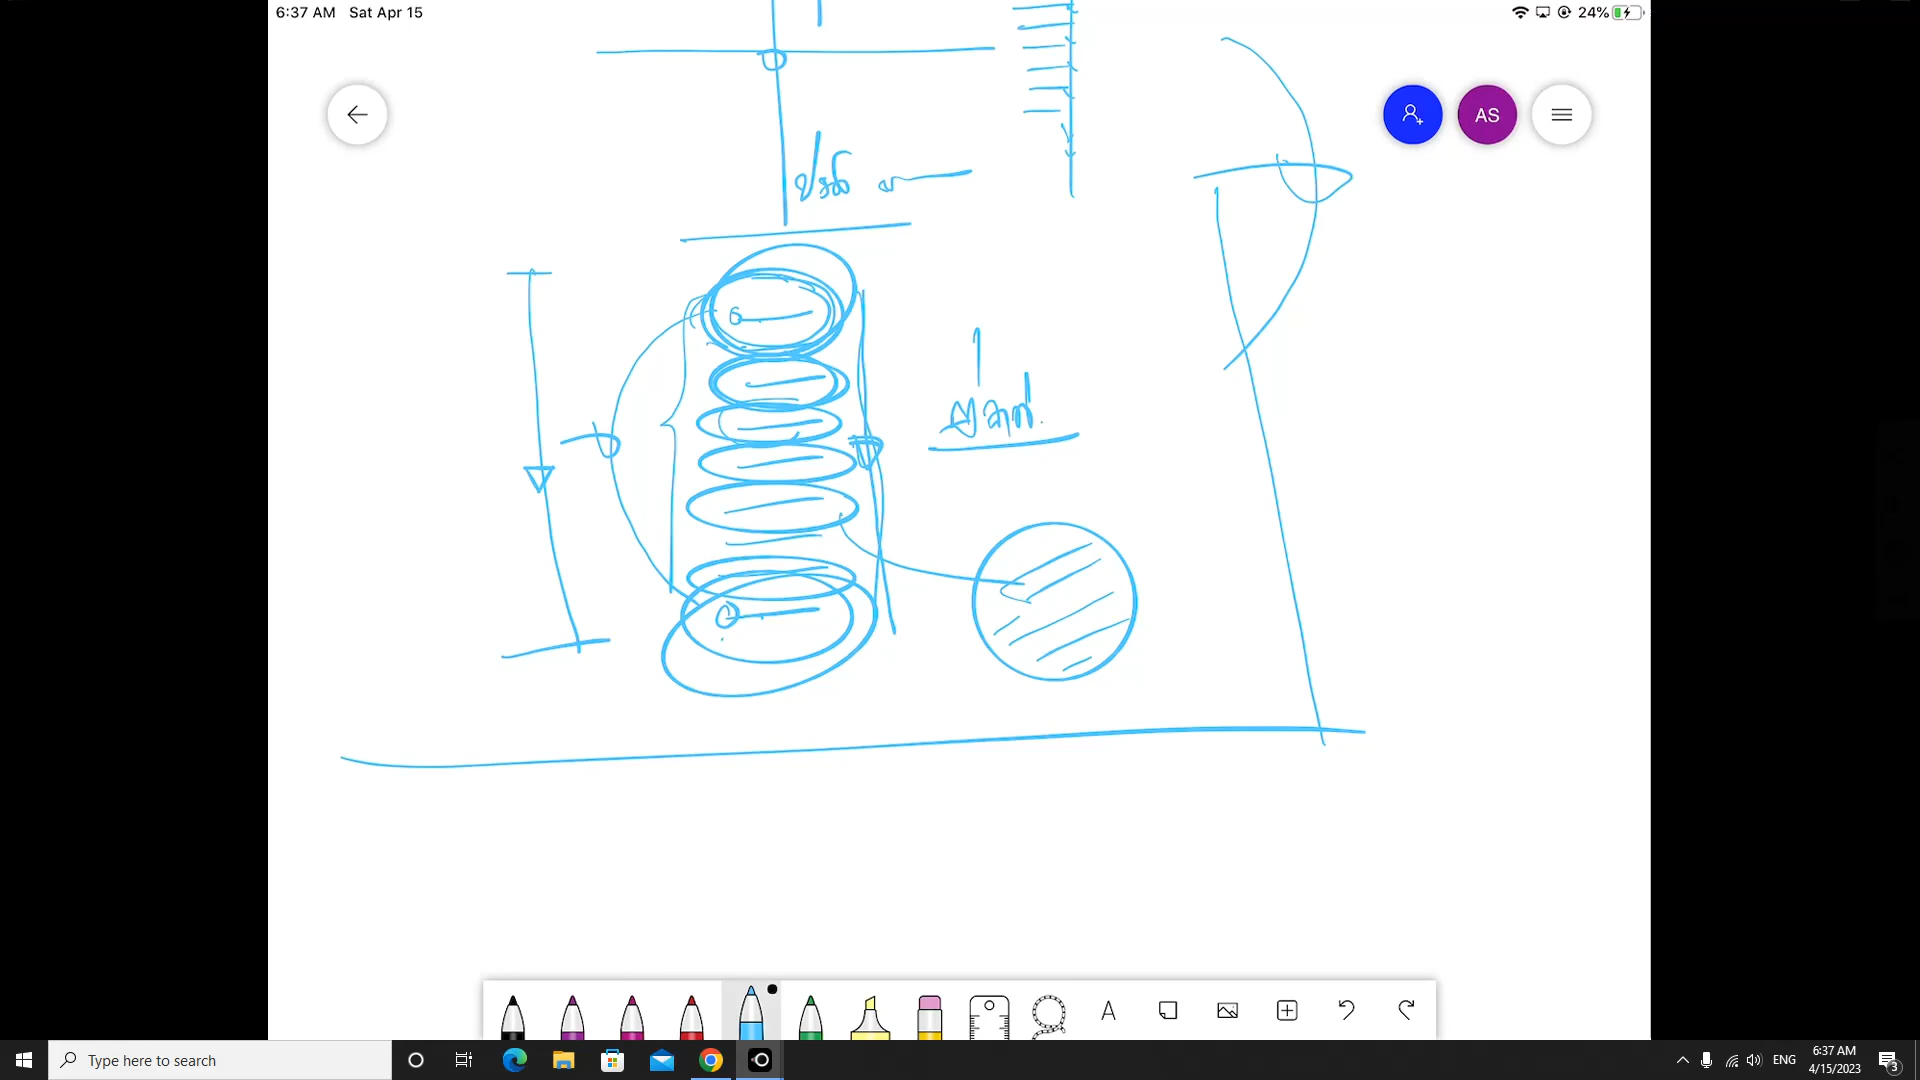 6:37 AM Sat Apr 15
24%
AS
A
Type here to search
ENG
6:37 AM
4/15/2023
3